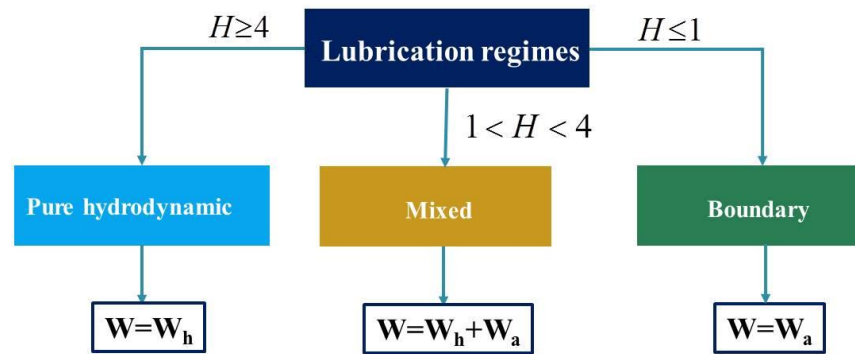 H≥4
Lubrication regimes
H≤1
1 < H < 4
Pure hydrodynamic
Mixed
Boundary
W=Wₕ
W=Wₕ+Wₐ
W=Wₐ